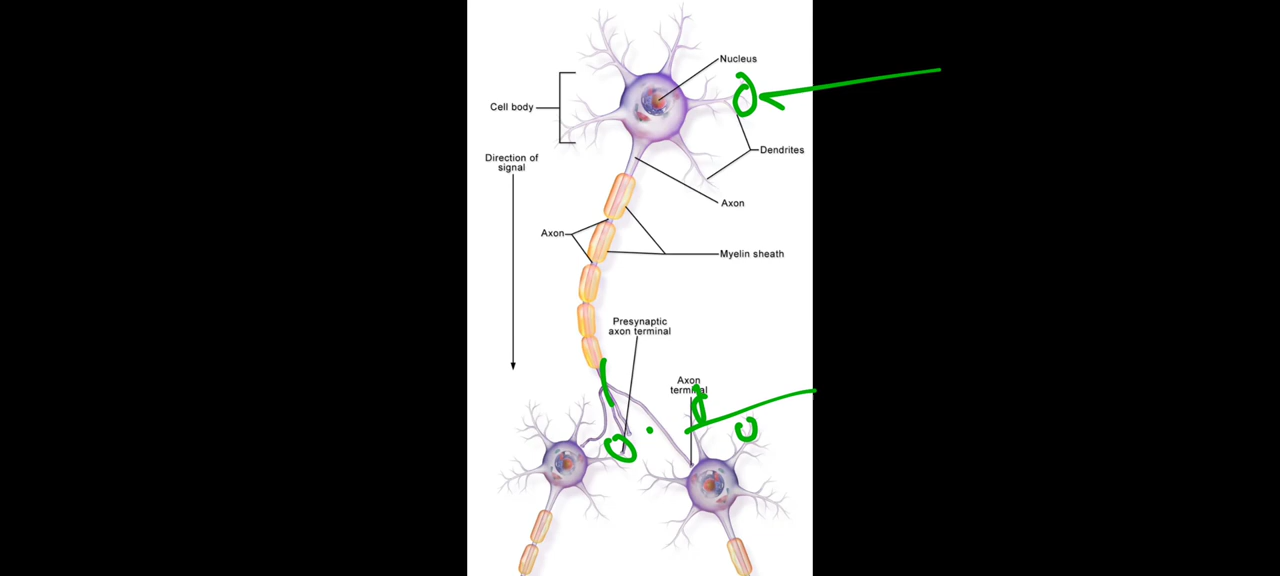 Nucleus
Cell body
Dendrites
Direction of
signal
Axon
Axon
Myelin sheath
Presynaptic
axon terminal
Axon
terminal